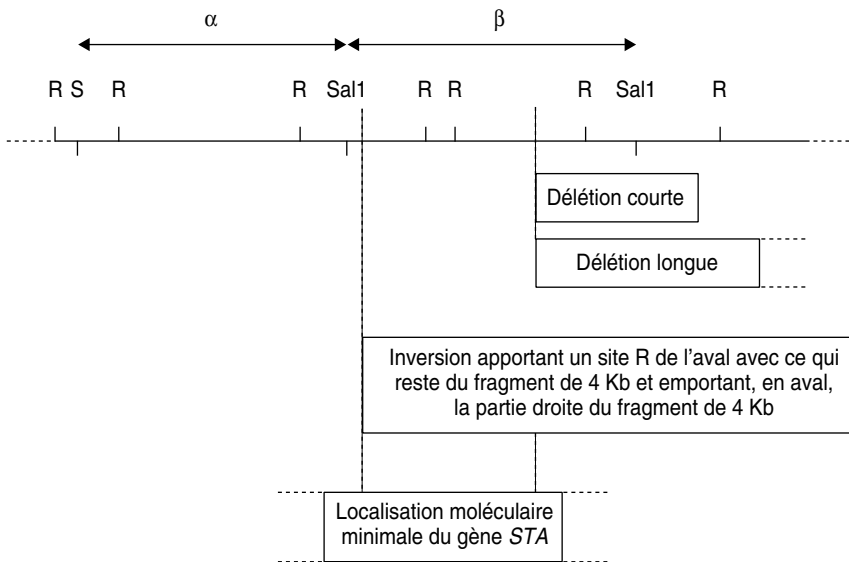 α β
R S R R Sal1 R R R Sal1 R
Délétion courte
Délétion longue
Inversion apportant un site R de l'aval avec ce qui
reste du fragment de 4 Kb et emportant, en aval,
la partie droite du fragment de 4 Kb
Localisation moléculaire
minimale du gène STA